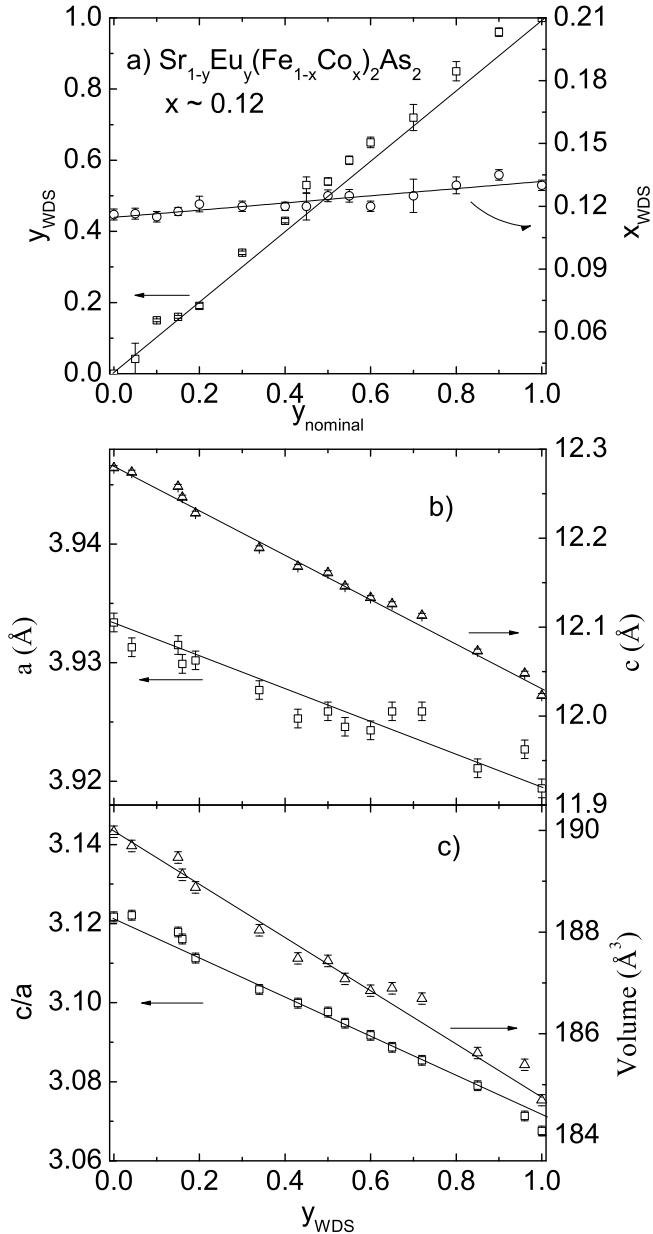 a) Sr1-yEuy(Fe1-xCox)2As2
x ~ 0.12
1.0
0.8
0.6
0.4
0.2
0.0
yWDS
0.21
0.18
0.15
0.12
0.09
0.06
xWDS
0.0 0.2 0.4 0.6 0.8 1.0
ynominal
b)
3.94
3.93
3.92
a (Å)
12.3
12.2
12.1
12.0
11.9
c (Å)
c)
3.14
3.12
3.10
3.08
3.06
c/a
190
188
186
184
Volume (Å3)
0.0 0.2 0.4 0.6 0.8 1.0
yWDS